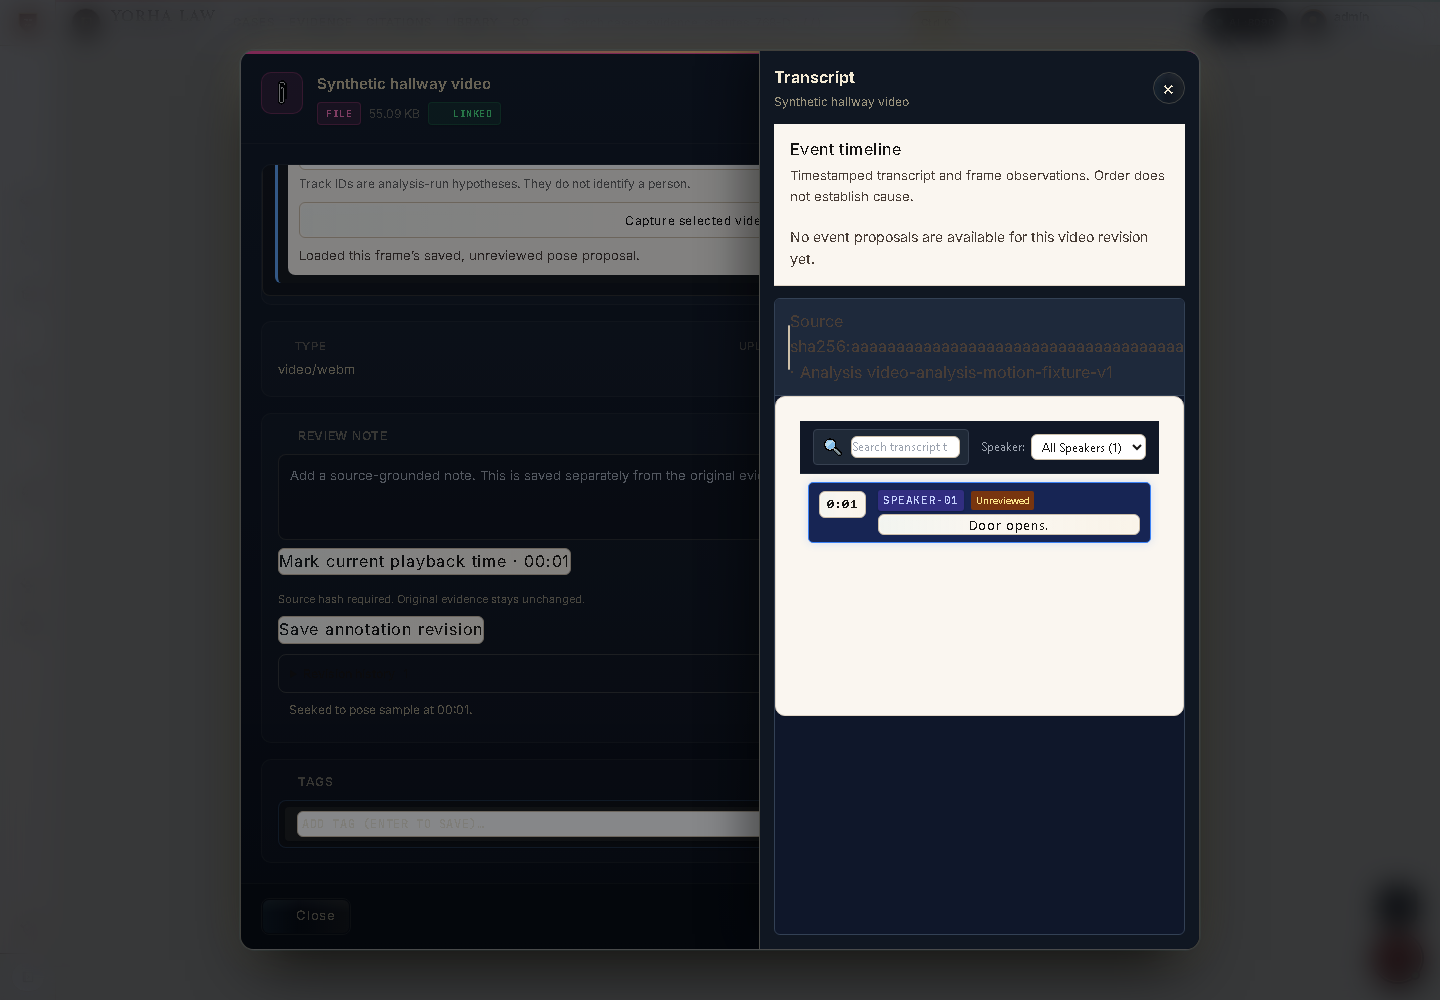 YORHA LAW
admin
Synthetic hallway video
FILE
55.09 KB
LINKED
Track IDs are analysis-run hypotheses. They do not identify a person.
Capture selected vide
Loaded this frame's saved, unreviewed pose proposal.
TYPE
UPL
video/webm
REVIEW NOTE
Add a source-grounded note. This is saved separately from the original evi
Mark current playback time · 00:01
Source hash required. Original evidence stays unchanged.
Save annotation revision
Seeked to pose sample at 00:01.
TAGS
ADD TAG (ENTER TO SAVE)…
Close
Transcript
Synthetic hallway video
×
Event timeline
Timestamped transcript and frame observations. Order does
not establish cause.
No event proposals are available for this video revision
yet.
Source
sha256:aaaaaaaaaaaaaaaaaaaaaaaaaaaaaaaaaaaaa
· Analysis video-analysis-motion-fixture-v1
Search transcript t
Speaker:
All Speakers (1)
0:01
SPEAKER-01
Unreviewed
Door opens.